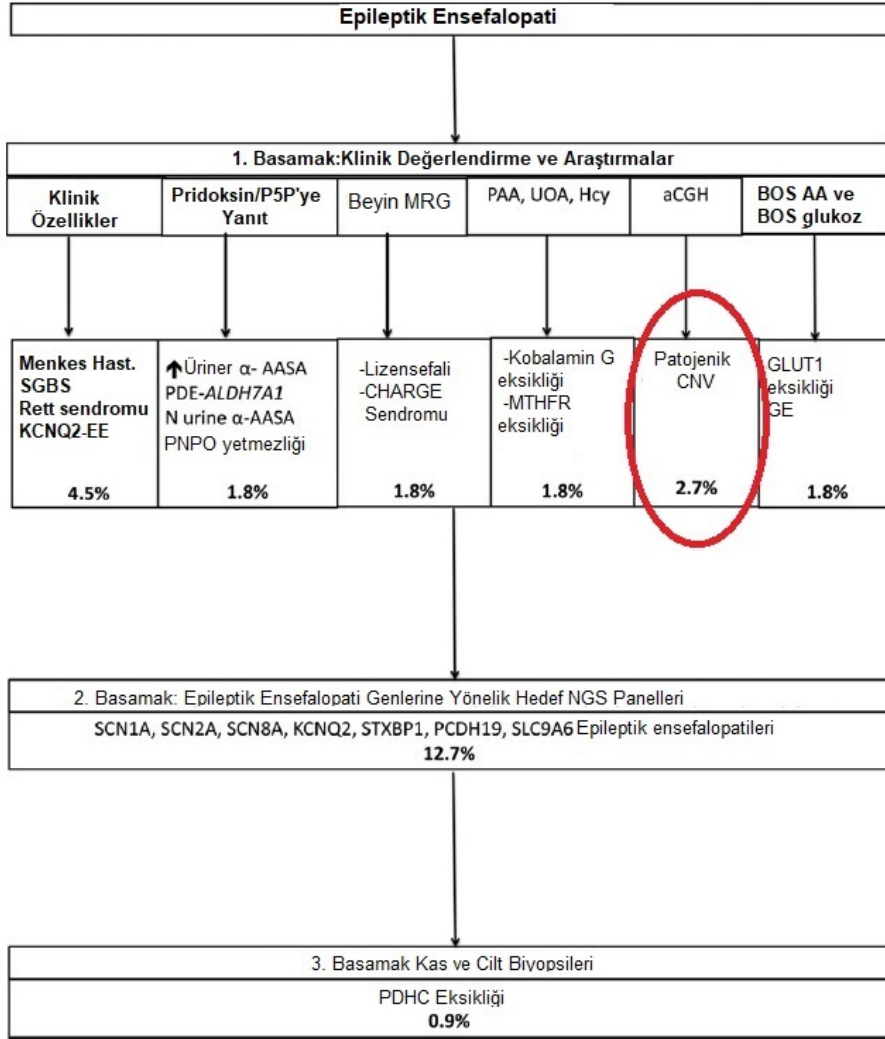 Epileptik Ensefalopati
1. Basamak:Klinik Değerlendirme ve Araştırmalar
Klinik
Özellikler
Pridoksin/P5P'ye
Yanıt
Beyin MRG
PAA, UOA, Hcy
aCGH
BOS AA ve
BOS glukoz
Menkes Hast.
SGBS
Rett sendromu
KCNQ2-EE
4.5%
↑Üriner α- AASA
PDE-ALDH7A1
N urine α-AASA
PNPO yetmezliği
1.8%
-Lizensefali
-CHARGE
Sendromu
1.8%
-Kobalamin G
eksikliği
-MTHFR
eksikliği
1.8%
Patojenik
CNV
2.7%
GLUT1
eksikliği
GE
1.8%
2. Basamak: Epileptik Ensefalopati Genlerine Yönelik Hedef NGS Panelleri
SCN1A, SCN2A, SCN8A, KCNQ2, STXBP1, PCDH19, SLC9A6 Epileptik ensefalopatileri
12.7%
3. Basamak Kas ve Cilt Biyopsileri
PDHC Eksikliği
0.9%